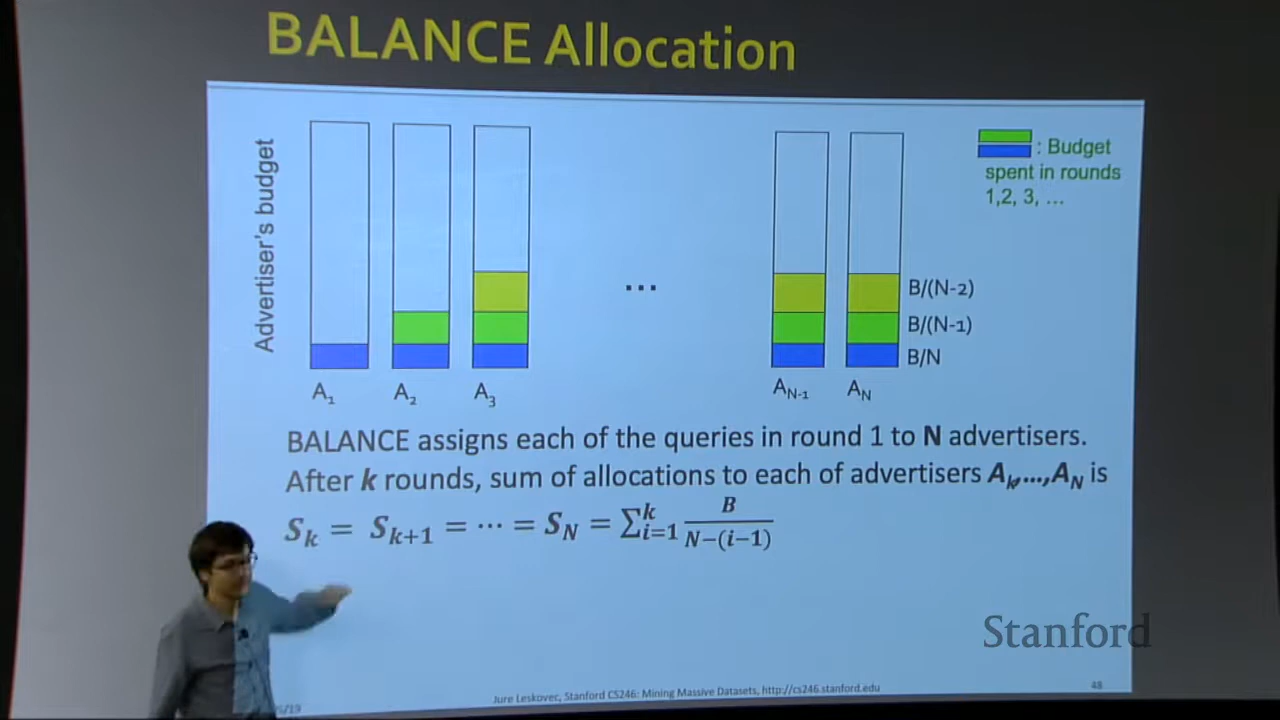 BALANCE Allocation
Advertiser's budget
: Budget
spent in rounds
1,2, 3, ...
...
B/(N-2)
B/(N-1)
B/N
A₁ A₂ A₃ Aₙ₋₁ Aₙ
BALANCE assigns each of the queries in round 1 to N advertisers.
After k rounds, sum of allocations to each of advertisers Aₖ,...,Aₙ is
Sₖ = Sₖ₊₁ = ⋯ = S_N = ∑ᵢ₌₁ᵏ B/(N-(i-1))
Stanford
Jure Leskovec, Stanford CS246: Mining Massive Datasets, http://cs246.stanford.edu
48